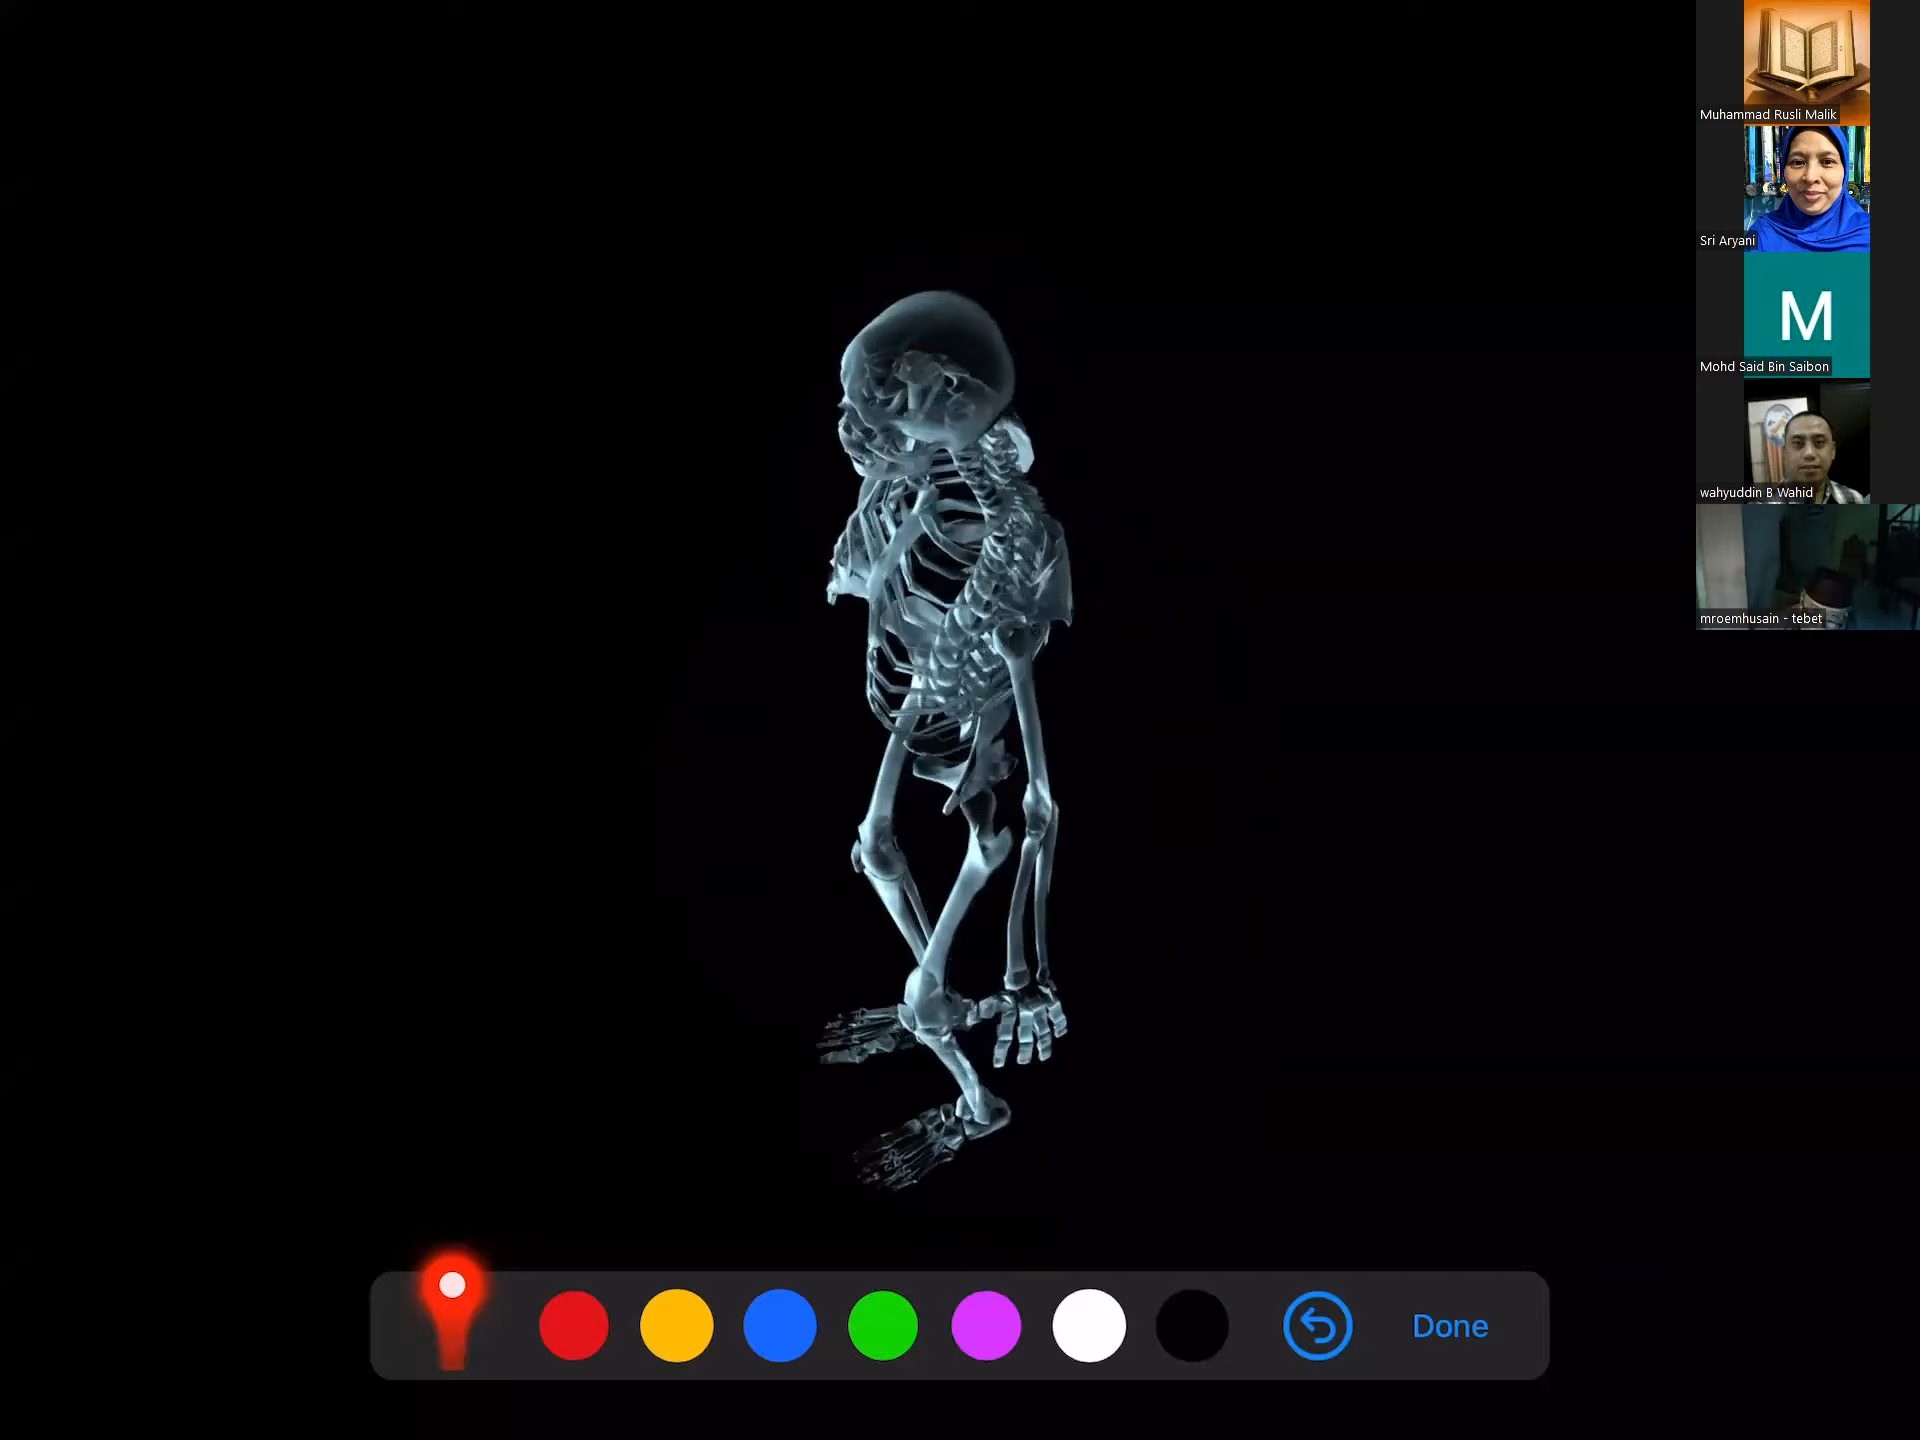 Muhammad Rusli Malik
Sri Aryani
M
Mohd Said Bin Saibon
wahyuddin B Wahid
mroemhusain - tebet
Done